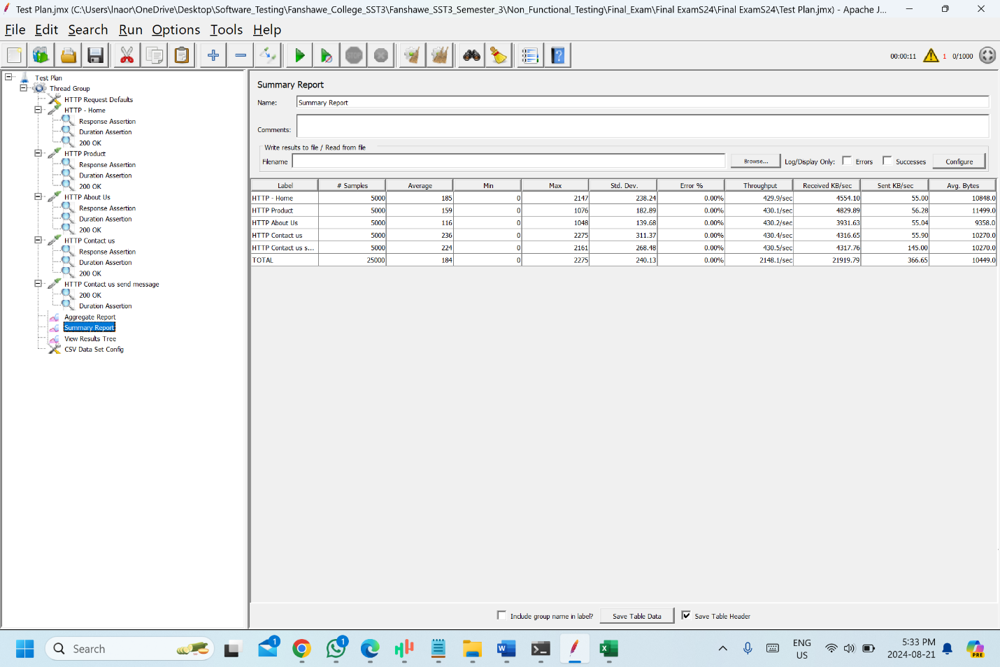 Test Plan.jmx (C:\Users\lnaor\OneDrive\Desktop\Software_Testing\Fanshawe_College_SST3\Fanshawe_SST3_Semester_3\Non_Functional_Testing\Final_Exam\Final ExamS24\Final ExamS24\Test Plan.jmx) - Apache J...
File Edit Search Run Options Tools Help
00:00:11 1 0/1000
Test Plan
Thread Group
HTTP Request Defaults
HTTP - Home
Response Assertion
Duration Assertion
200 OK
HTTP Product
Response Assertion
Duration Assertion
200 OK
HTTP About Us
Response Assertion
Duration Assertion
200 OK
HTTP Contact us
Response Assertion
Duration Assertion
200 OK
HTTP Contact us send message
200 OK
Duration Assertion
Aggregate Report
Summary Report
View Results Tree
CSV Data Set Config
Summary Report
Name: Summary Report
Comments:
Write results to file / Read from file
Filename Browse... Log/Display Only: Errors Successes Configure
Label # Samples Average Min Max Std. Dev. Error % Throughput Received KB/sec Sent KB/sec Avg. Bytes
HTTP - Home 5000 185 0 2147 238.24 0.00% 429.9/sec 4554.10 55.00 10848.0
HTTP Product 5000 159 0 1076 182.89 0.00% 430.1/sec 4829.89 56.28 11499.0
HTTP About Us 5000 116 0 1048 139.68 0.00% 430.2/sec 3931.63 55.04 9358.0
HTTP Contact us 5000 236 0 2275 311.37 0.00% 430.4/sec 4316.65 55.90 10270.0
HTTP Contact us s... 5000 224 0 2161 268.48 0.00% 430.5/sec 4317.76 145.00 10270.0
TOTAL 25000 184 0 2275 240.13 0.00% 2148.1/sec 21919.79 366.65 10449.0
Include group name in label? Save Table Data Save Table Header
Search 1 1 ENG 5:33 PM
US 2024-08-21 PRE